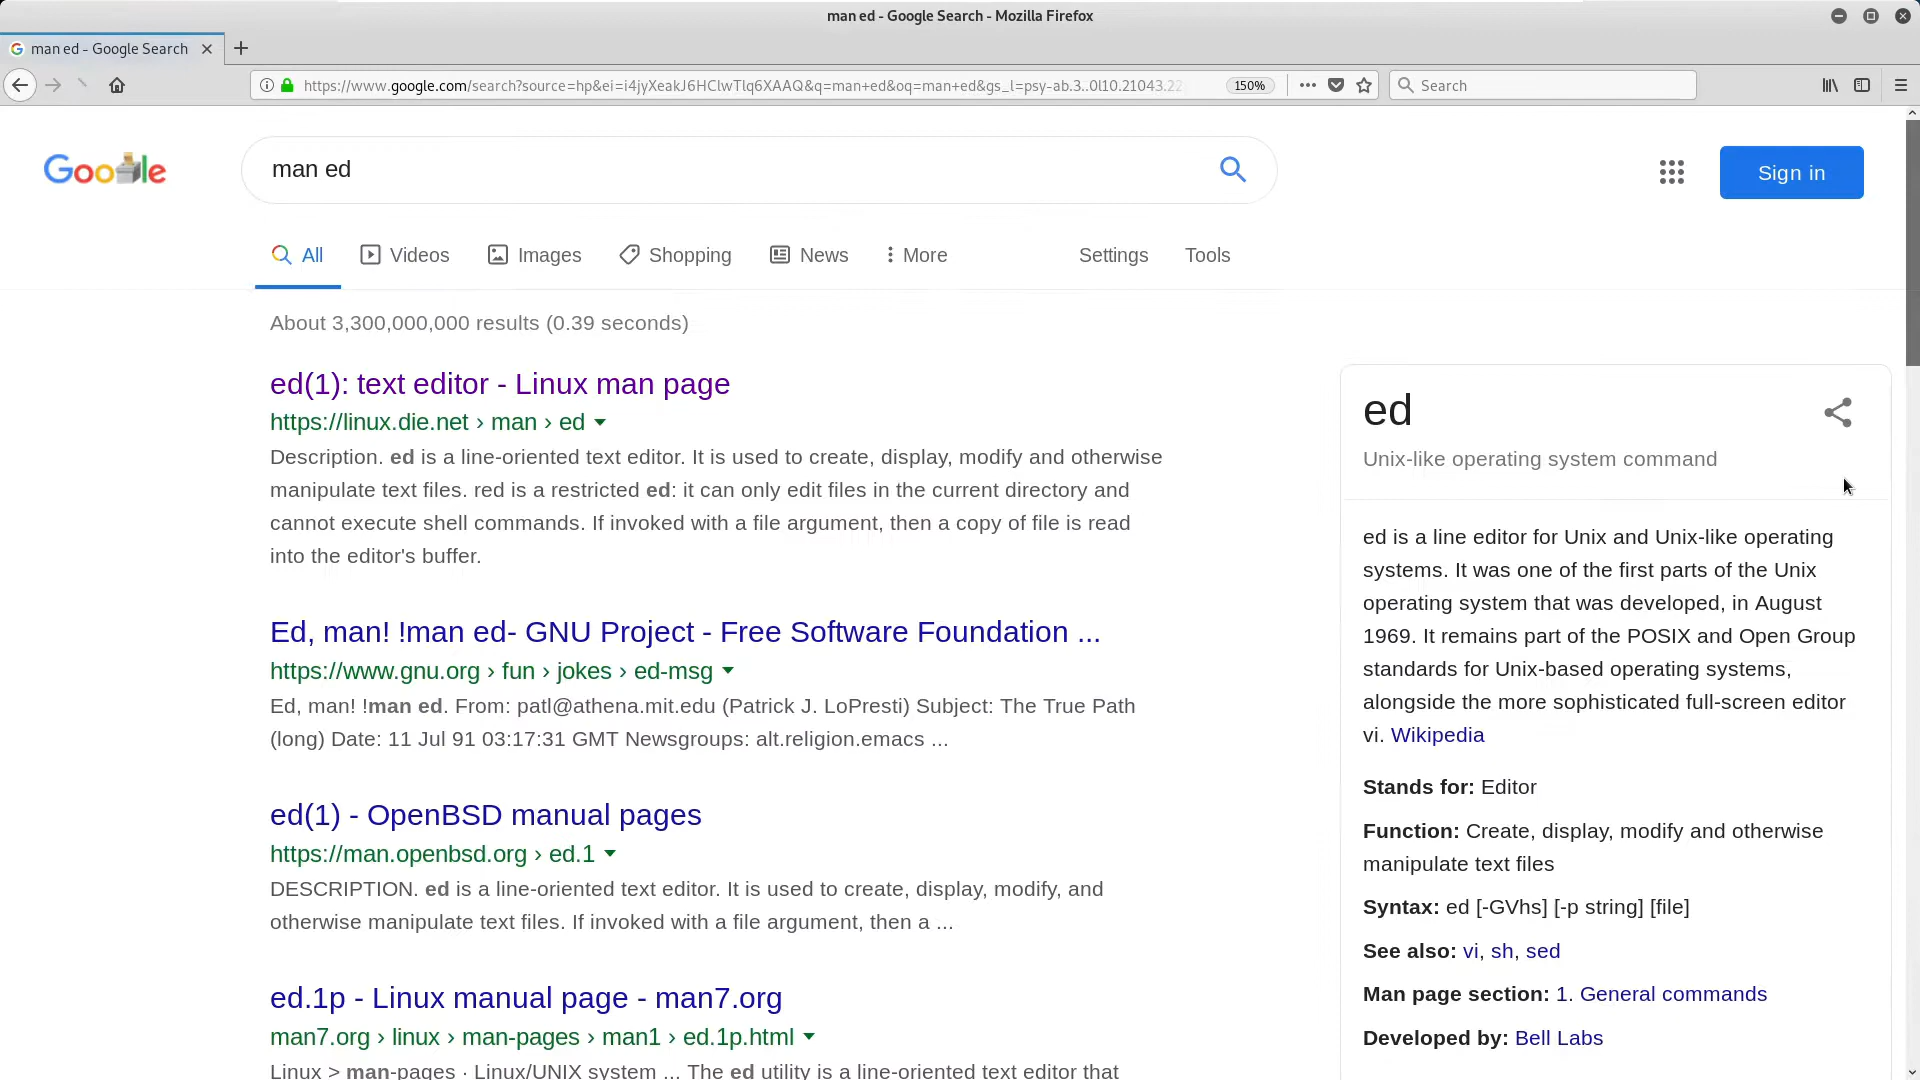 man ed - Google Search - Mozilla Firefox
man ed - Google Search
https://www.google.com/search?source=hp&ei=i4jyXeakJ6HClwTlq6XAAQ&q=man+ed&oq=man+ed&gs_l=psy-ab.3..0l10.21043.22
150%
Search
Google
man ed
Sign in
All
Videos
Images
Shopping
News
More
Settings
Tools
About 3,300,000,000 results (0.39 seconds)
ed(1): text editor - Linux man page
https://linux.die.net › man › ed
Description. ed is a line-oriented text editor. It is used to create, display, modify and otherwise
manipulate text files. red is a restricted ed: it can only edit files in the current directory and
cannot execute shell commands. If invoked with a file argument, then a copy of file is read
into the editor's buffer.
Ed, man! !man ed- GNU Project - Free Software Foundation ...
https://www.gnu.org › fun › jokes › ed-msg
Ed, man! !man ed. From: patl@athena.mit.edu (Patrick J. LoPresti) Subject: The True Path
(long) Date: 11 Jul 91 03:17:31 GMT Newsgroups: alt.religion.emacs ...
ed(1) - OpenBSD manual pages
https://man.openbsd.org › ed.1
DESCRIPTION. ed is a line-oriented text editor. It is used to create, display, modify, and
otherwise manipulate text files. If invoked with a file argument, then a ...
ed.1p - Linux manual page - man7.org
man7.org › linux › man-pages › man1 › ed.1p.html
Linux > man-pages · Linux/UNIX system ... The ed utility is a line-oriented text editor that
ed
Unix-like operating system command
ed is a line editor for Unix and Unix-like operating
systems. It was one of the first parts of the Unix
operating system that was developed, in August
1969. It remains part of the POSIX and Open Group
standards for Unix-based operating systems,
alongside the more sophisticated full-screen editor
vi. Wikipedia
Stands for: Editor
Function: Create, display, modify and otherwise
manipulate text files
Syntax: ed [-GVhs] [-p string] [file]
See also: vi, sh, sed
Man page section: 1. General commands
Developed by: Bell Labs